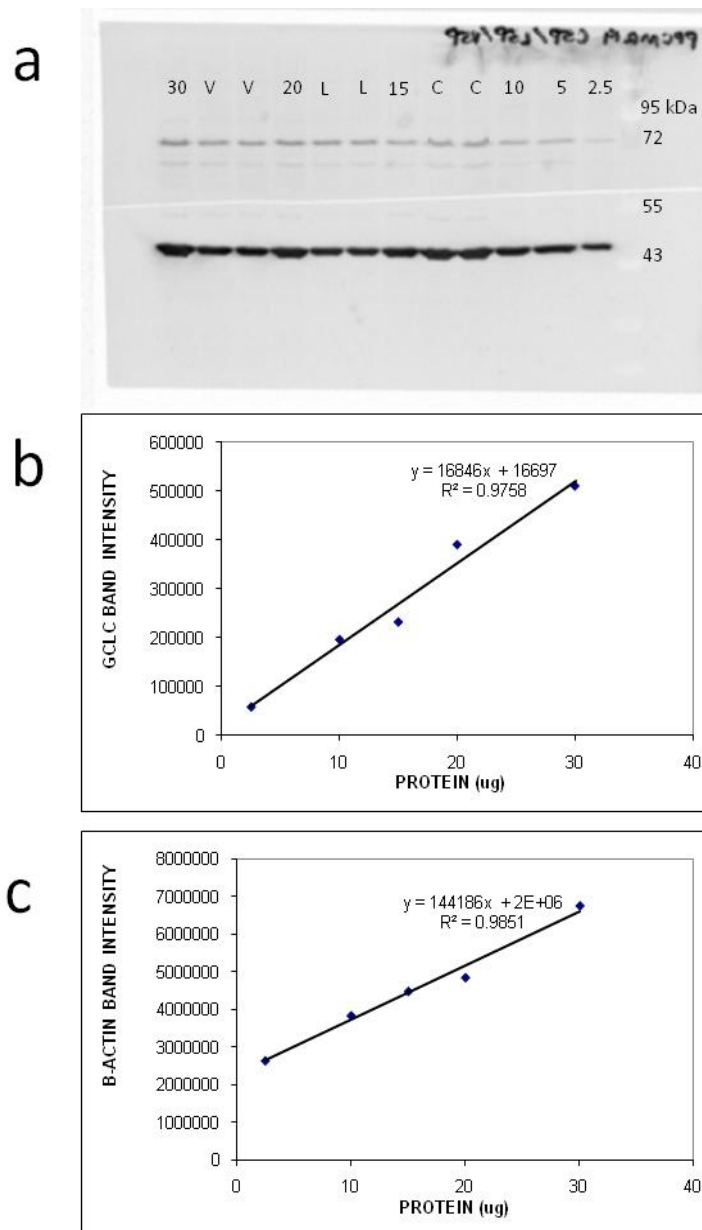 a
30 V V 20 L L 15 C C 10 5 2.5
95 kDa
72
55
43
b
600000
500000
400000
300000
200000
100000
0
y = 16846x + 16697
R² = 0.9758
GCLC BAND INTENSITY
0 10 20 30 40
PROTEIN (ug)
c
8000000
7000000
6000000
5000000
4000000
3000000
2000000
1000000
0
y = 144186x + 2E+06
R² = 0.9851
B-ACTIN BAND INTENSITY
0 10 20 30 40
PROTEIN (ug)